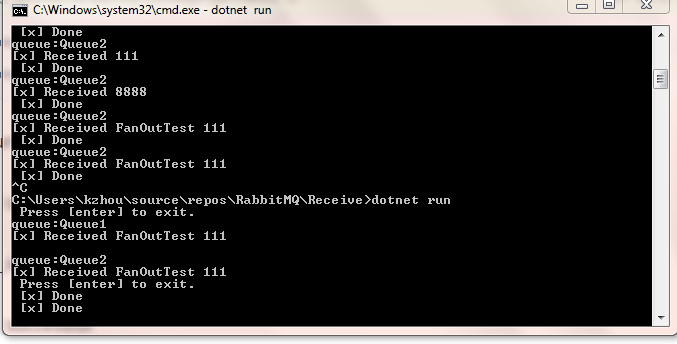 C:\Windows\system32\cmd.exe - dotnet run
[x] Done
queue:Queue2
[x] Received 111
[x] Done
queue:Queue2
[x] Received 8888
[x] Done
queue:Queue2
[x] Received FanOutTest 111
[x] Done
queue:Queue2
[x] Received FanOutTest 111
[x] Done
^C
C:\Users\kzhou\source\repos\RabbitMQ\Receive>dotnet run
Press [enter] to exit.
queue:Queue1
[x] Received FanOutTest 111
queue:Queue2
[x] Received FanOutTest 111
Press [enter] to exit.
[x] Done
[x] Done